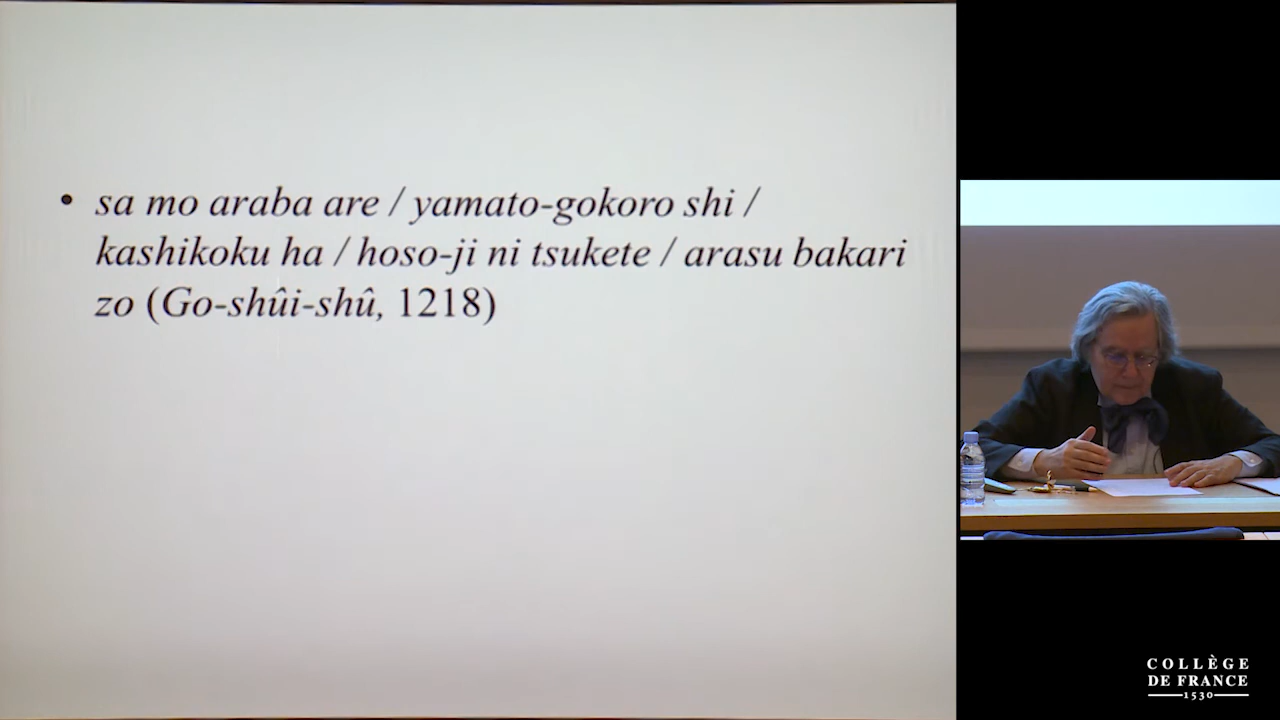 • sa mo araba are / yamato-gokoro shi /
kashikoku ha / hoso-ji ni tsukete / arasu bakari
zo (Go-shûi-shû, 1218)
COLLÈGE
DE FRANCE
1530